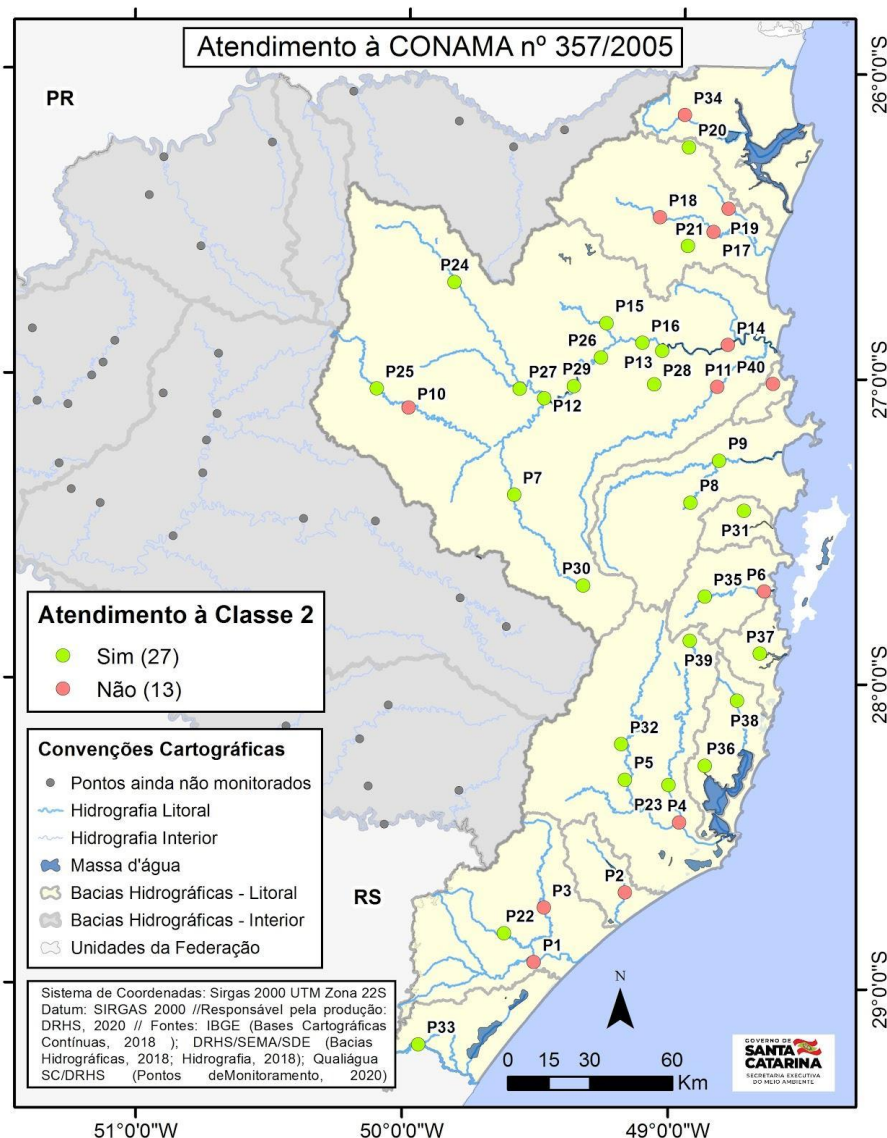 Atendimento à CONAMA nº 357/2005
PR
26°0'0"S
P34
P20
P18
P21
P19
P17
P24
P15
P26
P16
P14
P25
P10
P27
P29
P12
P13
P28
P11
P40
27°0'0"S
P9
P7
P8
P31
P30
P35
P6
P37
P39
P38
28°0'0"S
P32
P5
P36
P23
P4
P3
P2
RS
P22
P1
P33
29°0'0"S
Atendimento à Classe 2
Sim (27)
Não (13)
Convenções Cartográficas
Pontos ainda não monitorados
Hidrografia Litoral
Hidrografia Interior
Massa d'água
Bacias Hidrográficas - Litoral
Bacias Hidrográficas - Interior
Unidades da Federação
Sistema de Coordenadas: Sirgas 2000 UTM Zona 22S
Datum: SIRGAS 2000 //Responsável pela produção:
DRHS, 2020 // Fontes: IBGE (Bases Cartográficas
Contínuas, 2018 ); DRHS/SEMA/SDE (Bacias
Hidrográficas, 2018; Hidrografia, 2018); Qualiágua
SC/DRHS (Pontos deMonitoramento, 2020)
N
0 15 30 60
Km
GOVERNO DE
SANTA
CATARINA
SECRETARIA EXECUTIVA
DO MEIO AMBIENTE
51°0'0"W
50°0'0"W
49°0'0"W